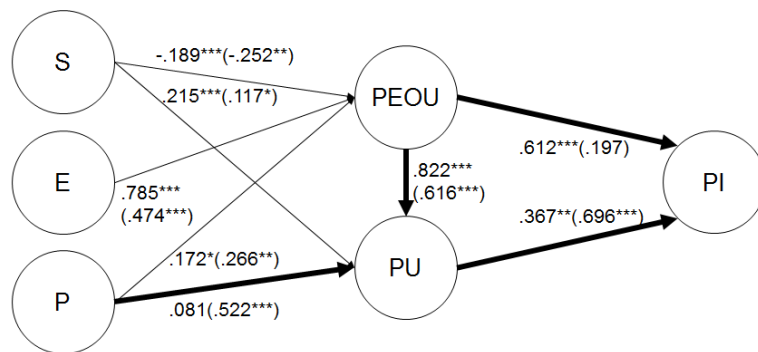 S
-.189***(-.252**)
.215***(.117*)
PEOU
E
.612***(.197)
PI
.822***
(.616***)
.785***
(.474***)
.367**(.696***)
.172*(.266**)
PU
P
.081(.522***)